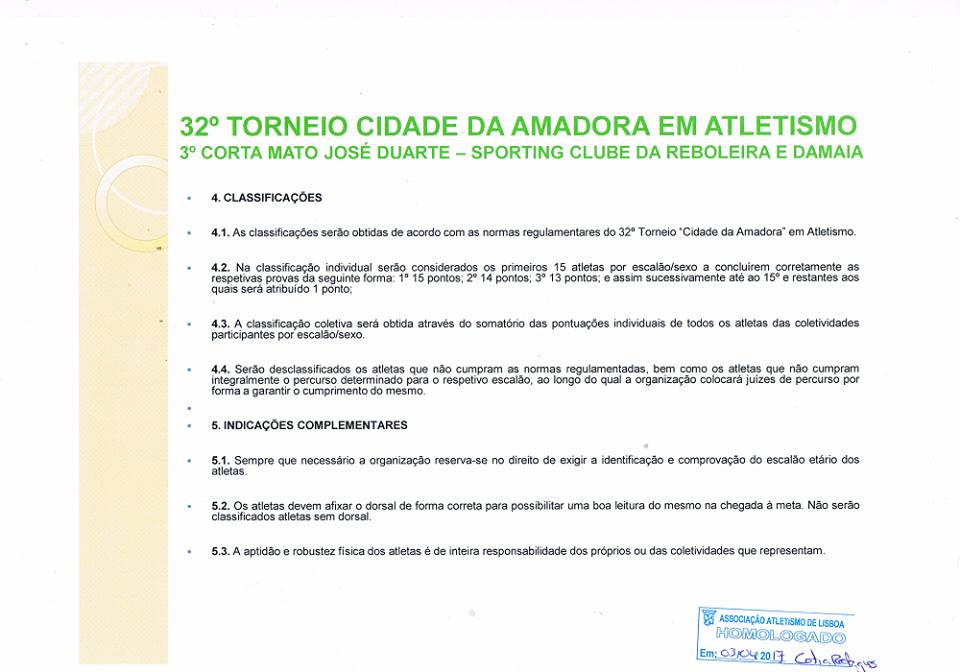 32º TORNEIO CIDADE DA AMADORA EM ATLETISMO
3º CORTA MATO JOSÉ DUARTE – SPORTING CLUBE DA REBOLEIRA E DAMAIA
4. CLASSIFICAÇÕES
4.1. As classificações serão obtidas de acordo com as normas regulamentares do 32º Torneio “Cidade da Amadora” em Atletismo.
4.2. Na classificação individual serão considerados os primeiros 15 atletas por escalão/sexo a concluírem corretamente as
respetivas provas da seguinte forma: 1º 15 pontos; 2º 14 pontos; 3º 13 pontos; e assim sucessivamente até ao 15º e restantes aos
quais será atribuído 1 ponto;
4.3. A classificação coletiva será obtida através do somatório das pontuações individuais de todos os atletas das coletividades
participantes por escalão/sexo.
4.4. Serão desclassificados os atletas que não cumpram as normas regulamentadas, bem como os atletas que não cumpram
integralmente o percurso determinado para o respetivo escalão, ao longo do qual a organização colocará juízes de percurso por
forma a garantir o cumprimento do mesmo.
5. INDICAÇÕES COMPLEMENTARES
5.1. Sempre que necessário a organização reserva-se no direito de exigir a identificação e comprovação do escalão etário dos
atletas.
5.2. Os atletas devem afixar o dorsal de forma correta para possibilitar uma boa leitura do mesmo na chegada à meta. Não serão
classificados atletas sem dorsal.
5.3. A aptidão e robustez física dos atletas é de inteira responsabilidade dos próprios ou das coletividades que representam.
ASSOCIAÇÃO ATLETISMO DE LISBOA
HOMOLOGADO
Em; 03/04 2017